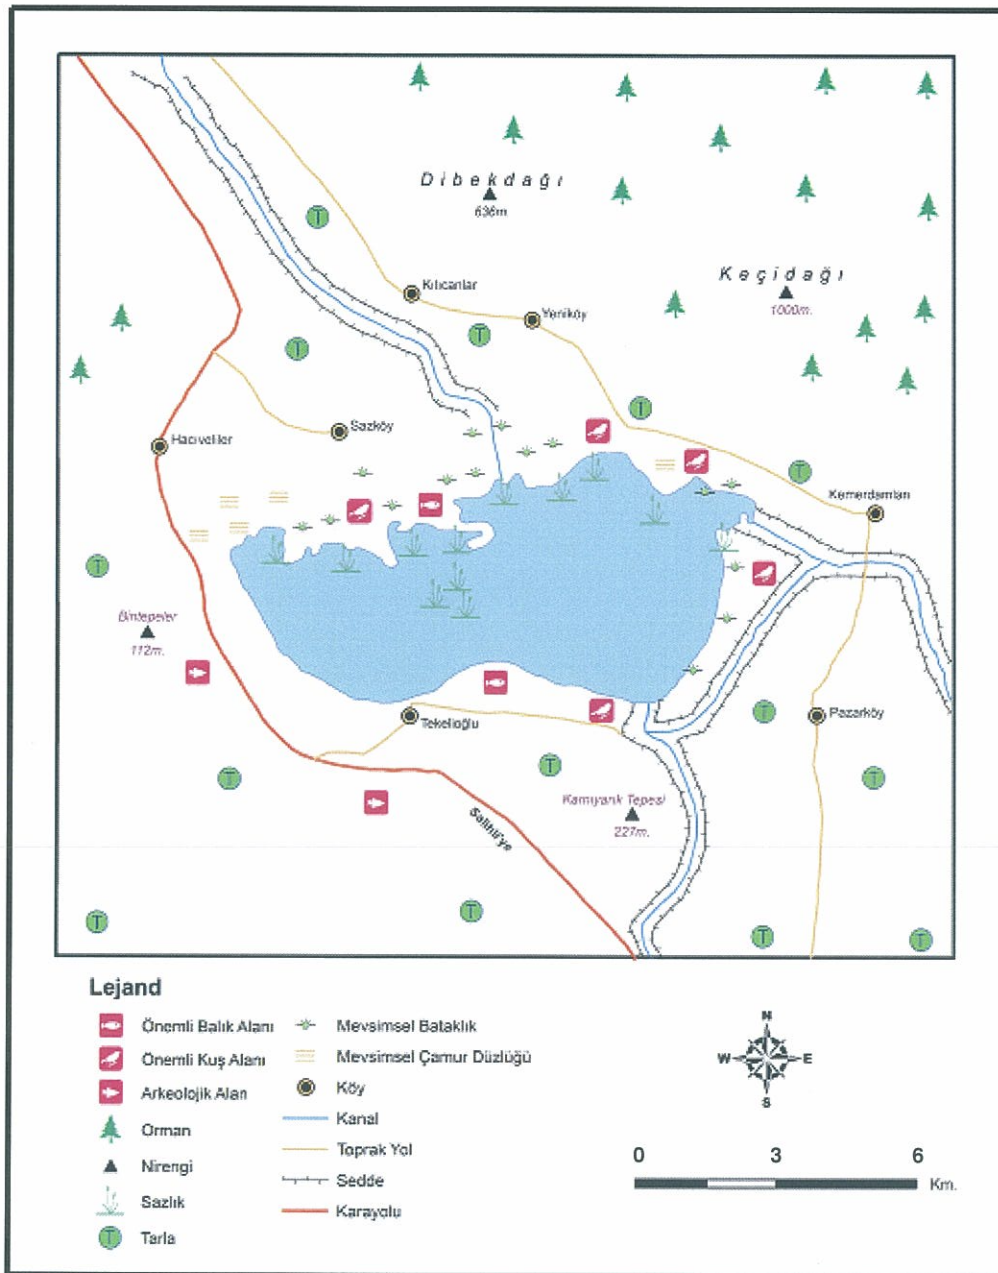 Dibekdağı
636m.
Keçidağı
1000m.
Kılıcanlar
Yeniköy
T
T
T
T
T
Hacıveliler
Sazköy
Kemerdamları
T
Bintepeler
112m.
Tekelioğlu
T
Pazarköy
T
T
T
Kamıyarık Tepesi
227m.
Salihli'ye
T
T
T
T
Lejand
Önemli Balık Alanı
Önemli Kuş Alanı
Arkeolojik Alan
Orman
Nirengi
Sazlık
T Tarla
Mevsimsel Bataklık
Mevsimsel Çamur Düzlüğü
Köy
Kanal
Toprak Yol
Sedde
Karayolu
N
W E
S
0 3 6
Km.